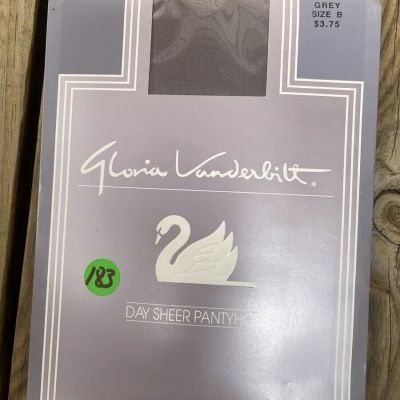 GREY
SIZE B
$3.75
Gloria Vanderbilt®
183
DAY SHEER PANTYHO